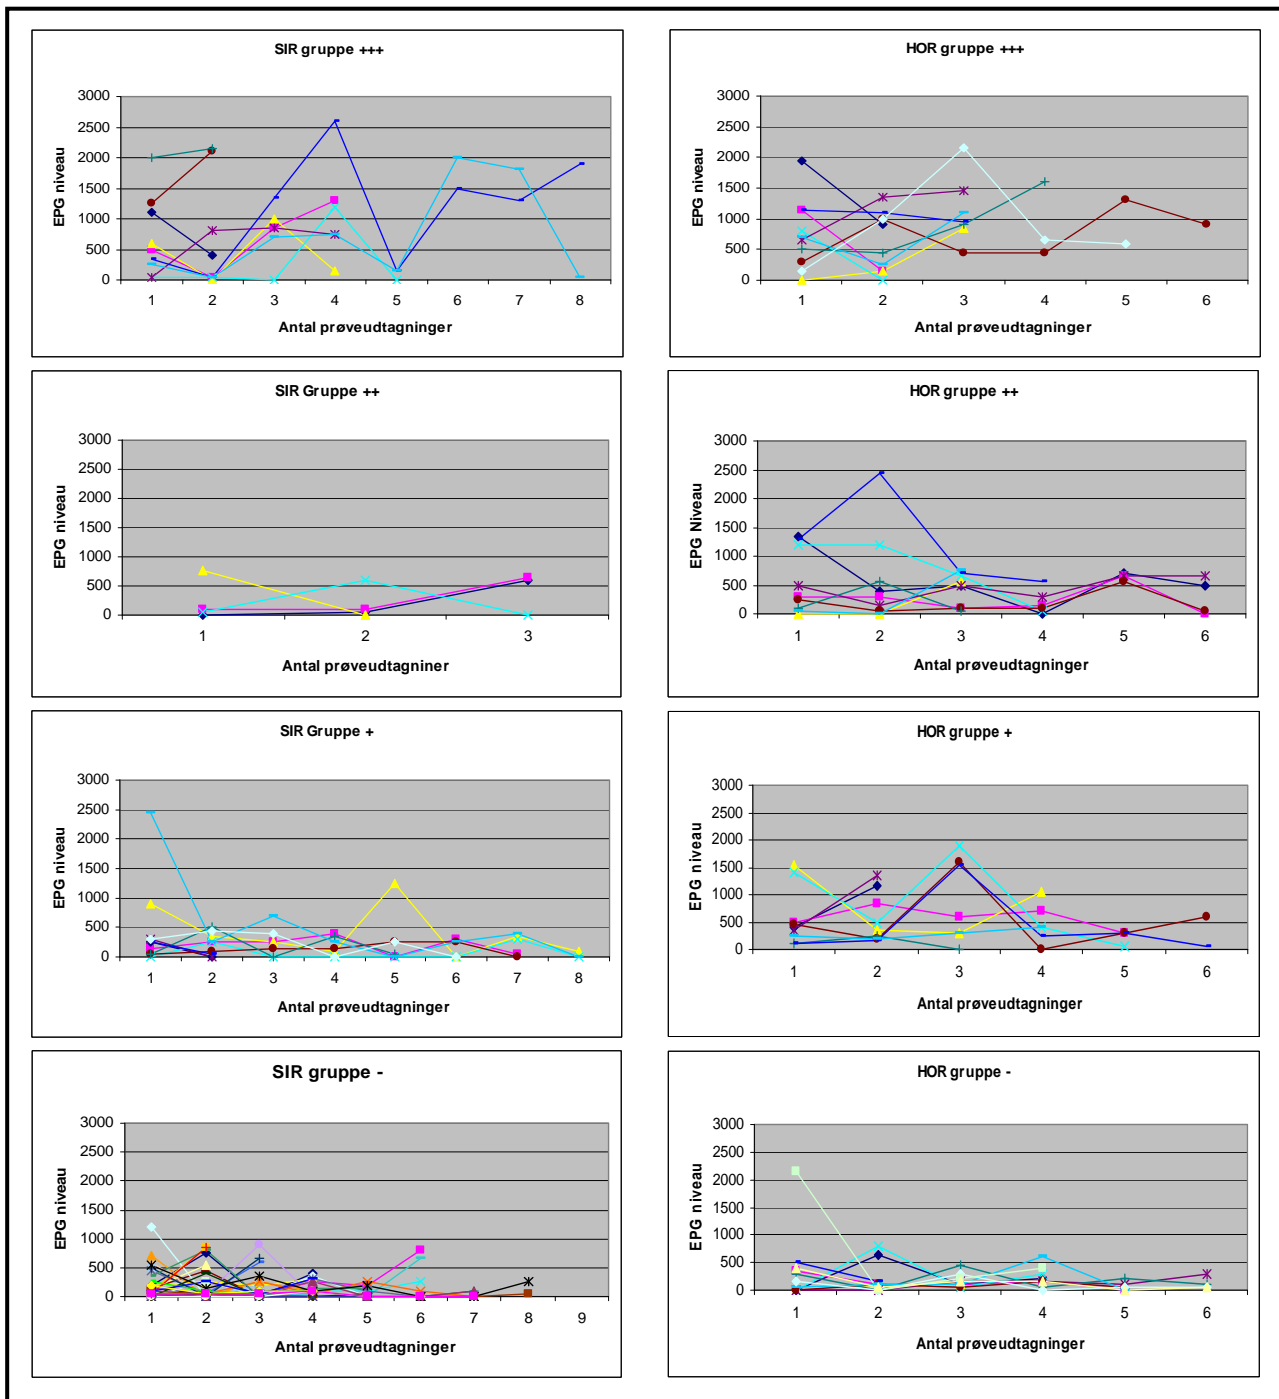 SIR gruppe +++
3000
2500
2000
1500
1000
500
0
EPG niveau
1 2 3 4 5 6 7 8
Antal prøveudtagninger
HOR gruppe +++
3000
2500
2000
1500
1000
500
0
EPG niveau
1 2 3 4 5 6
Antal prøveudtagninger
SIR Gruppe ++
3000
2500
2000
1500
1000
500
0
EPG niveau
1 2 3
Antal prøveudtagniner
HOR gruppe ++
3000
2500
2000
1500
1000
500
0
EPG Niveau
1 2 3 4 5 6
Antal prøveudtagninger
SIR Gruppe +
3000
2500
2000
1500
1000
500
0
EPG niveau
1 2 3 4 5 6 7 8
Antal prøveudtagninger
HOR gruppe +
3000
2500
2000
1500
1000
500
0
EPG niveau
1 2 3 4 5 6
Antal prøveudtagninger
SIR gruppe -
3000
2500
2000
1500
1000
500
0
EPG niveau
1 2 3 4 5 6 7 8 9
Antal prøveudtagninger
HOR gruppe -
3000
2500
2000
1500
1000
500
0
EPG niveau
1 2 3 4 5 6
Antal prøveudtagninger